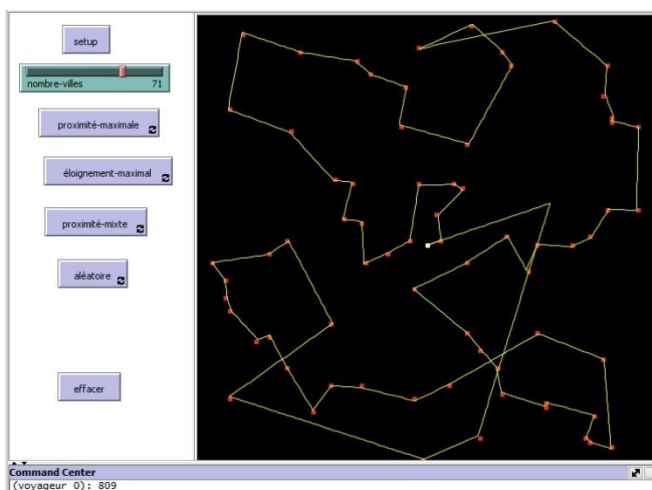 setup
nombre-villes 71
proximité-maximale
éloignement-maximal
proximité-mixte
aléatoire
effacer
Command Center
(voyageur 0): 809